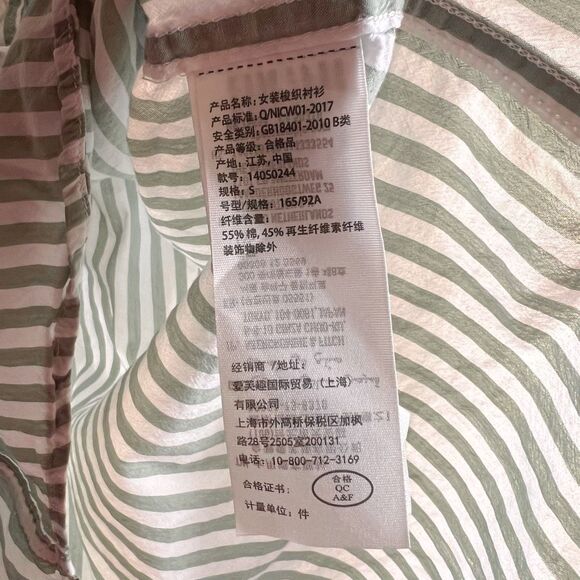 产品名称: 女装梭织衬衫
产品标准: Q/NICW01-2017
安全类别: GB18401-2010 B类
产品等级: 合格品
产地: 江苏, 中国
款号: 140S0244
规格: S
号型/规格: 165/92A
纤维含量:
55% 棉, 45% 再生纤维素纤维
装饰物除外
经销商 /地址:
爱芙趣国际贸易 (上海)
有限公司
上海市外高桥保税区加枫
路28号2505室200131
电话: 10-800-712-3169
合格证书:
合格
QC
A&F
计量单位: 件